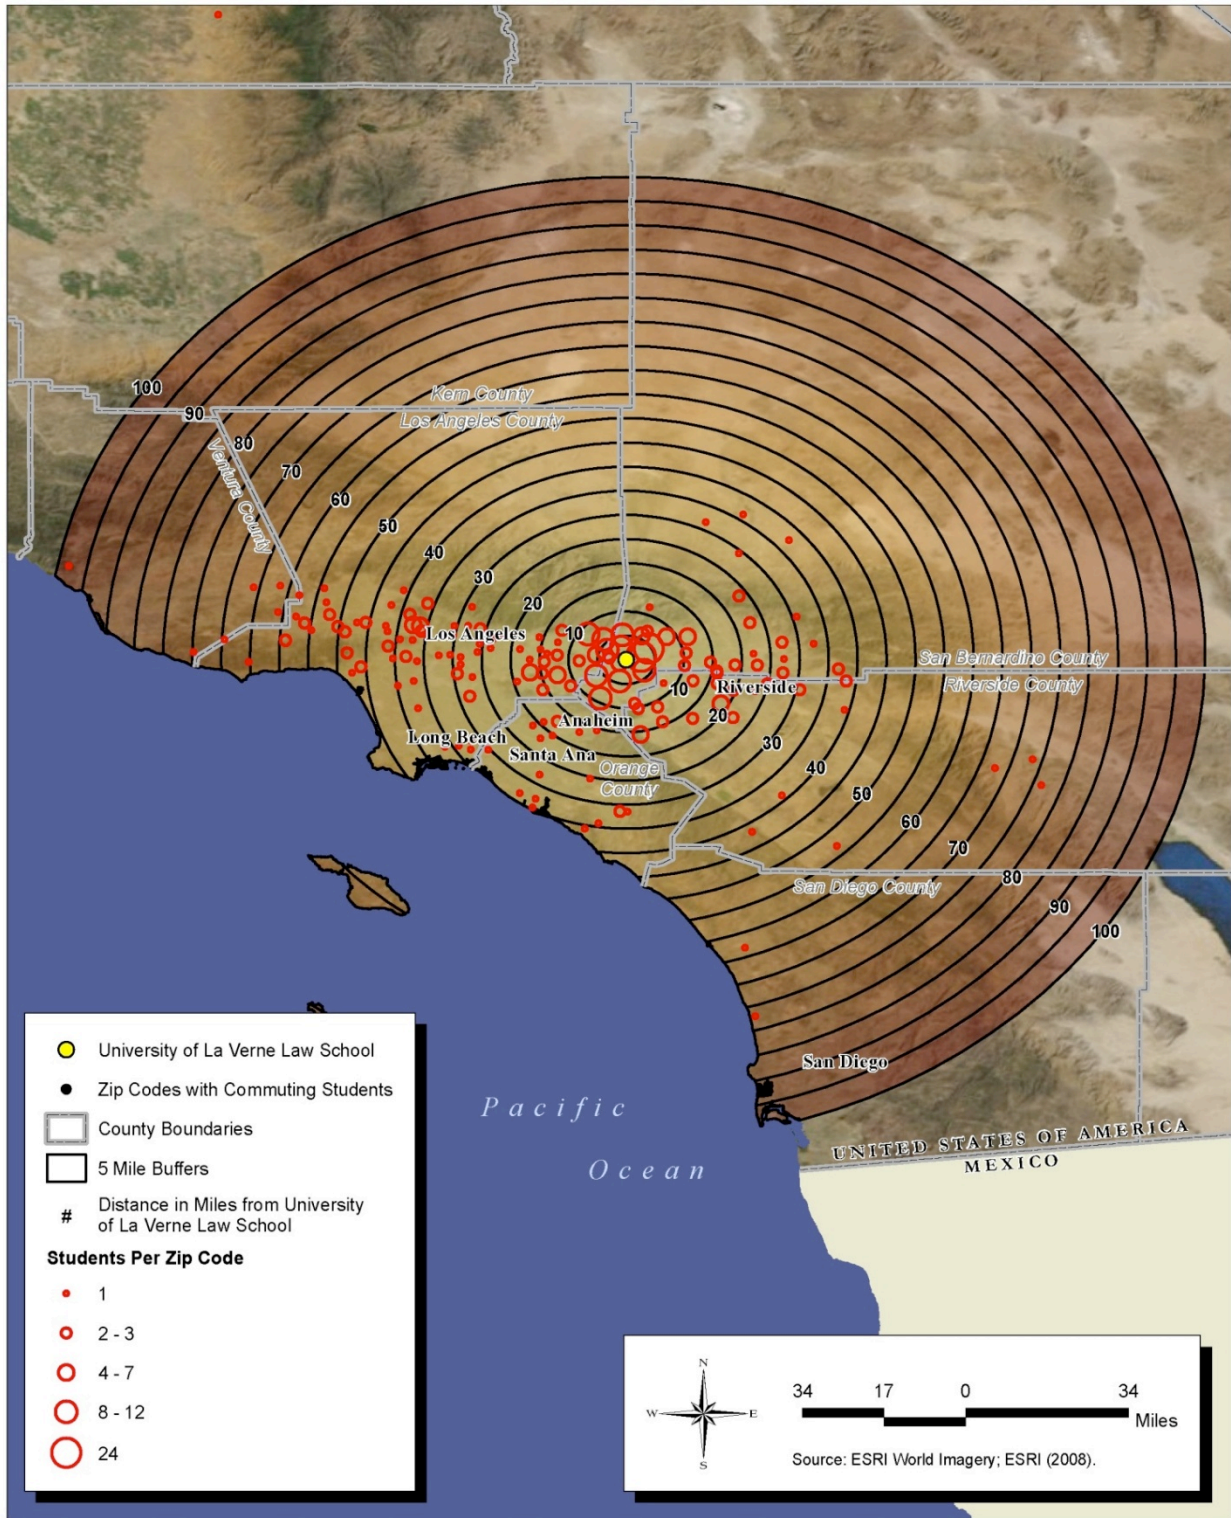 100
90
Kern County
Los Angeles County
80
Ventura County
70
60
50
40
30
20
10
Los Angeles
San Bernardino County
Riverside County
Riverside
10
20
Anaheim
Long Beach
Santa Ana
Orange
County
30
40
50
60
70
80
San Diego County
90
100
San Diego
Pacific
Ocean
UNITED STATES OF AMERICA
MEXICO
University of La Verne Law School
Zip Codes with Commuting Students
County Boundaries
5 Mile Buffers
# Distance in Miles from University
of La Verne Law School
Students Per Zip Code
1
2 - 3
4 - 7
8 - 12
24
N
W E
S
34 17 0 34
Miles
Source: ESRI World Imagery; ESRI (2008).